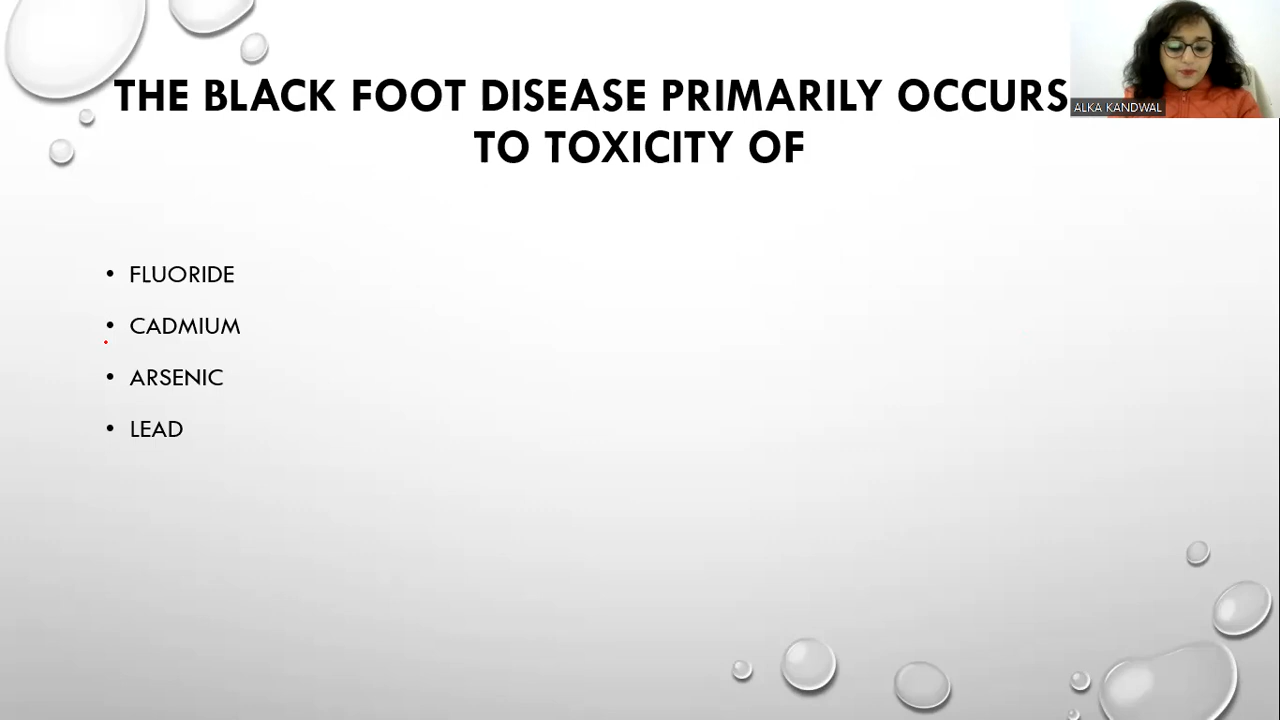 THE BLACK FOOT DISEASE PRIMARILY OCCURS
TO TOXICITY OF
ALKA KANDWAL
• FLUORIDE
• CADMIUM
• ARSENIC
• LEAD